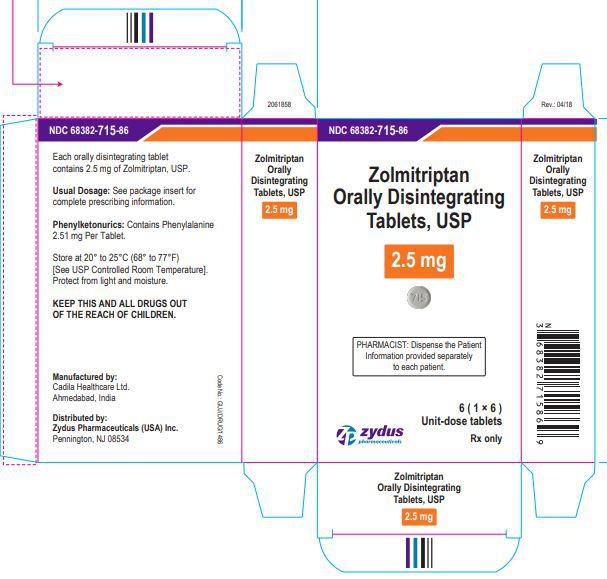 2061858
Rev.: 04/18
NDC 68382-715-86
Each orally disintegrating tablet
contains 2.5 mg of Zolmitriptan, USP.
Usual Dosage: See package insert for
complete prescribing information.
Phenylketonurics: Contains Phenylalanine
2.51 mg Per Tablet.
Store at 20° to 25°C (68° to 77°F)
[See USP Controlled Room Temperature].
Protect from light and moisture.
KEEP THIS AND ALL DRUGS OUT
OF THE REACH OF CHILDREN.
Manufactured by:
Cadila Healthcare Ltd.
Ahmedabad, India
Distributed by:
Zydus Pharmaceuticals (USA) Inc.
Pennington, NJ 08534
Zolmitriptan
Orally
Disintegrating
Tablets, USP
2.5 mg
NDC 68382-715-86
Zolmitriptan
Orally Disintegrating
Tablets, USP
2.5 mg
715
PHARMACIST: Dispense the Patient
Information provided separately
to each patient.
6 ( 1 × 6 )
Unit-dose tablets
Rx only
zydus
pharmaceuticals
Zolmitriptan
Orally
Disintegrating
Tablets, USP
2.5 mg
N
3 68382 71586 9
Zolmitriptan
Orally Disintegrating
Tablets, USP
2.5 mg